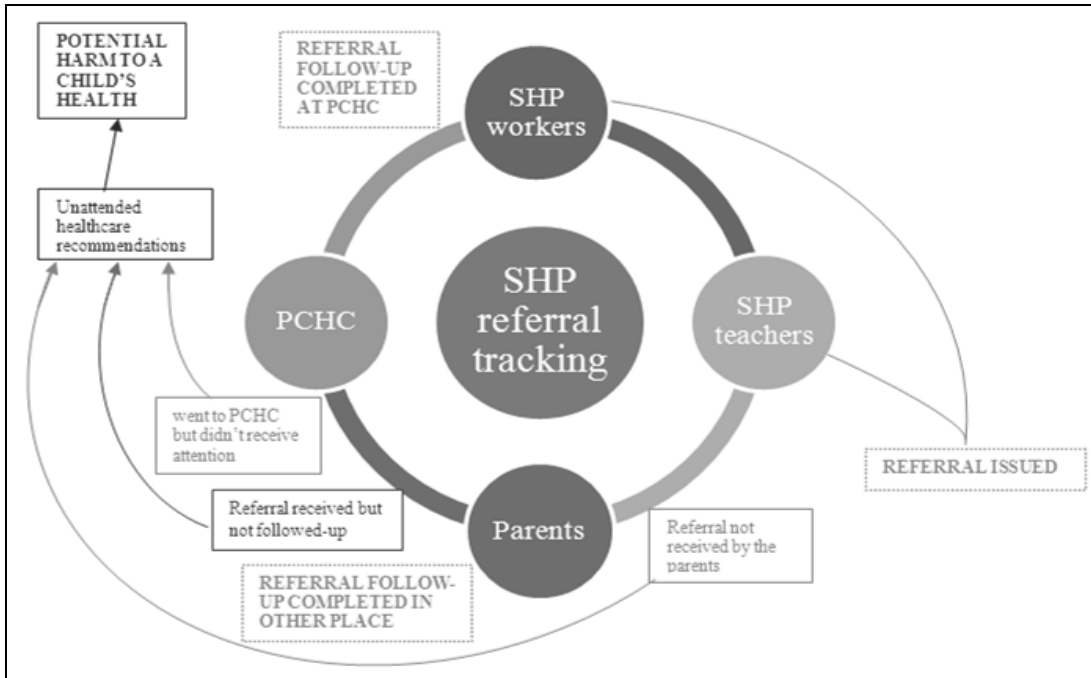 POTENTIAL
HARM TO A
CHILD'S
HEALTH
REFERRAL
FOLLOW-UP
COMPLETED
AT PCHC
SHP
workers
Unattended
healthcare
recommendations
PCHC
SHP
referral
tracking
SHP
teachers
went to PCHC
but didn't receive
attention
REFERRAL ISSUED
Referral received but
not followed-up
Parents
Referral not
received by the
parents
REFERRAL FOLLOW-
UP COMPLETED IN
OTHER PLACE